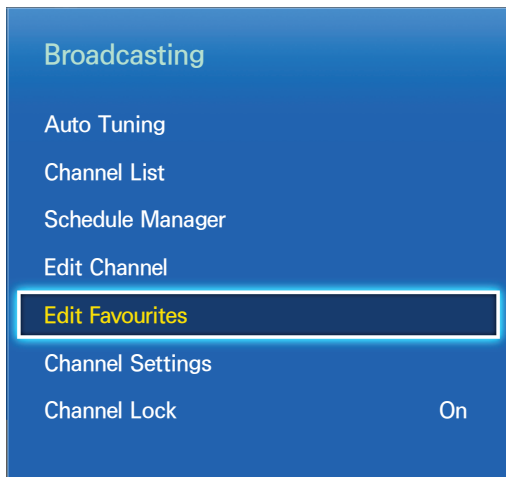 Broadcasting
Auto Tuning
Channel List
Schedule Manager
Edit Channel
Edit Favourites
Channel Settings
Channel Lock On